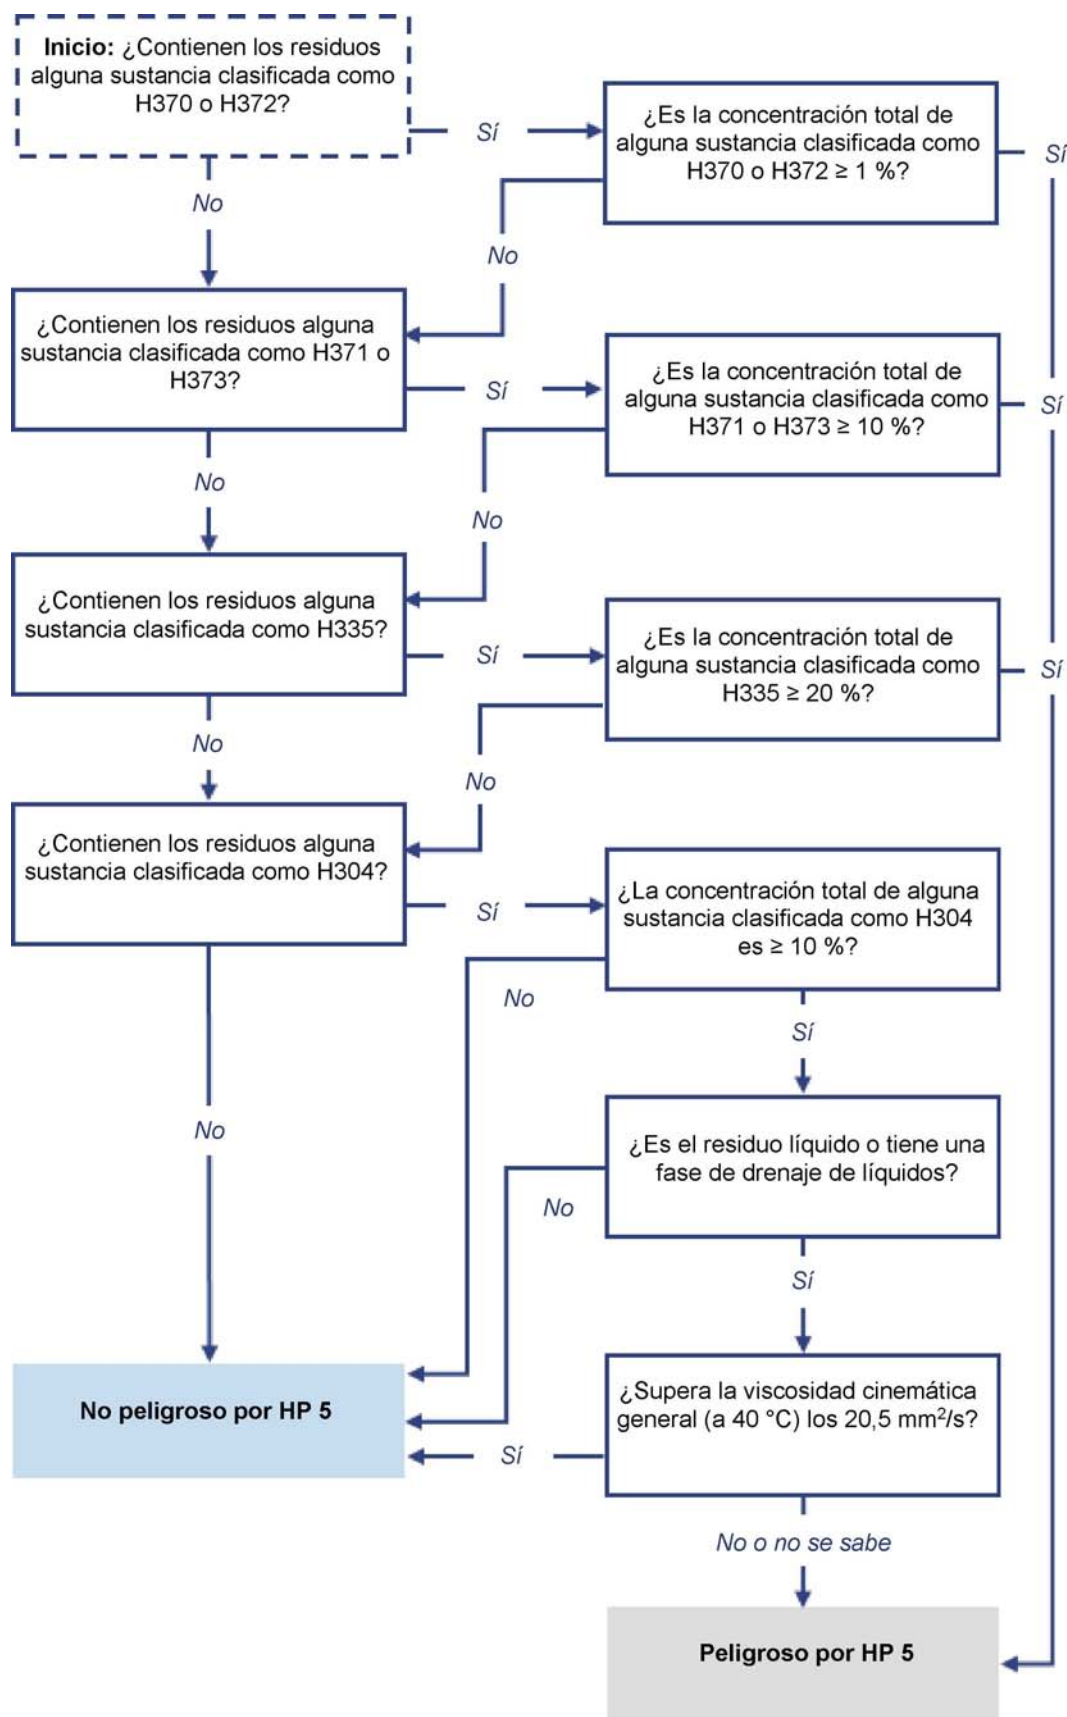 Inicio: ¿Contienen los residuos
alguna sustancia clasificada como
H370 o H372?
Sí
¿Es la concentración total de
alguna sustancia clasificada como
H370 o H372 ≥ 1 %?
Sí
No
No
¿Contienen los residuos alguna
sustancia clasificada como H371 o
H373?
Sí
¿Es la concentración total de
alguna sustancia clasificada como
H371 o H373 ≥ 10 %?
Sí
No
No
¿Contienen los residuos alguna
sustancia clasificada como H335?
Sí
¿Es la concentración total de
alguna sustancia clasificada como
H335 ≥ 20 %?
Sí
No
No
¿Contienen los residuos alguna
sustancia clasificada como H304?
Sí
¿La concentración total de alguna
sustancia clasificada como H304
es ≥ 10 %?
No
Sí
No
¿Es el residuo líquido o tiene una
fase de drenaje de líquidos?
No
Sí
No peligroso por HP 5
¿Supera la viscosidad cinemática
general (a 40 °C) los 20,5 mm²/s?
Sí
No o no se sabe
Peligroso por HP 5